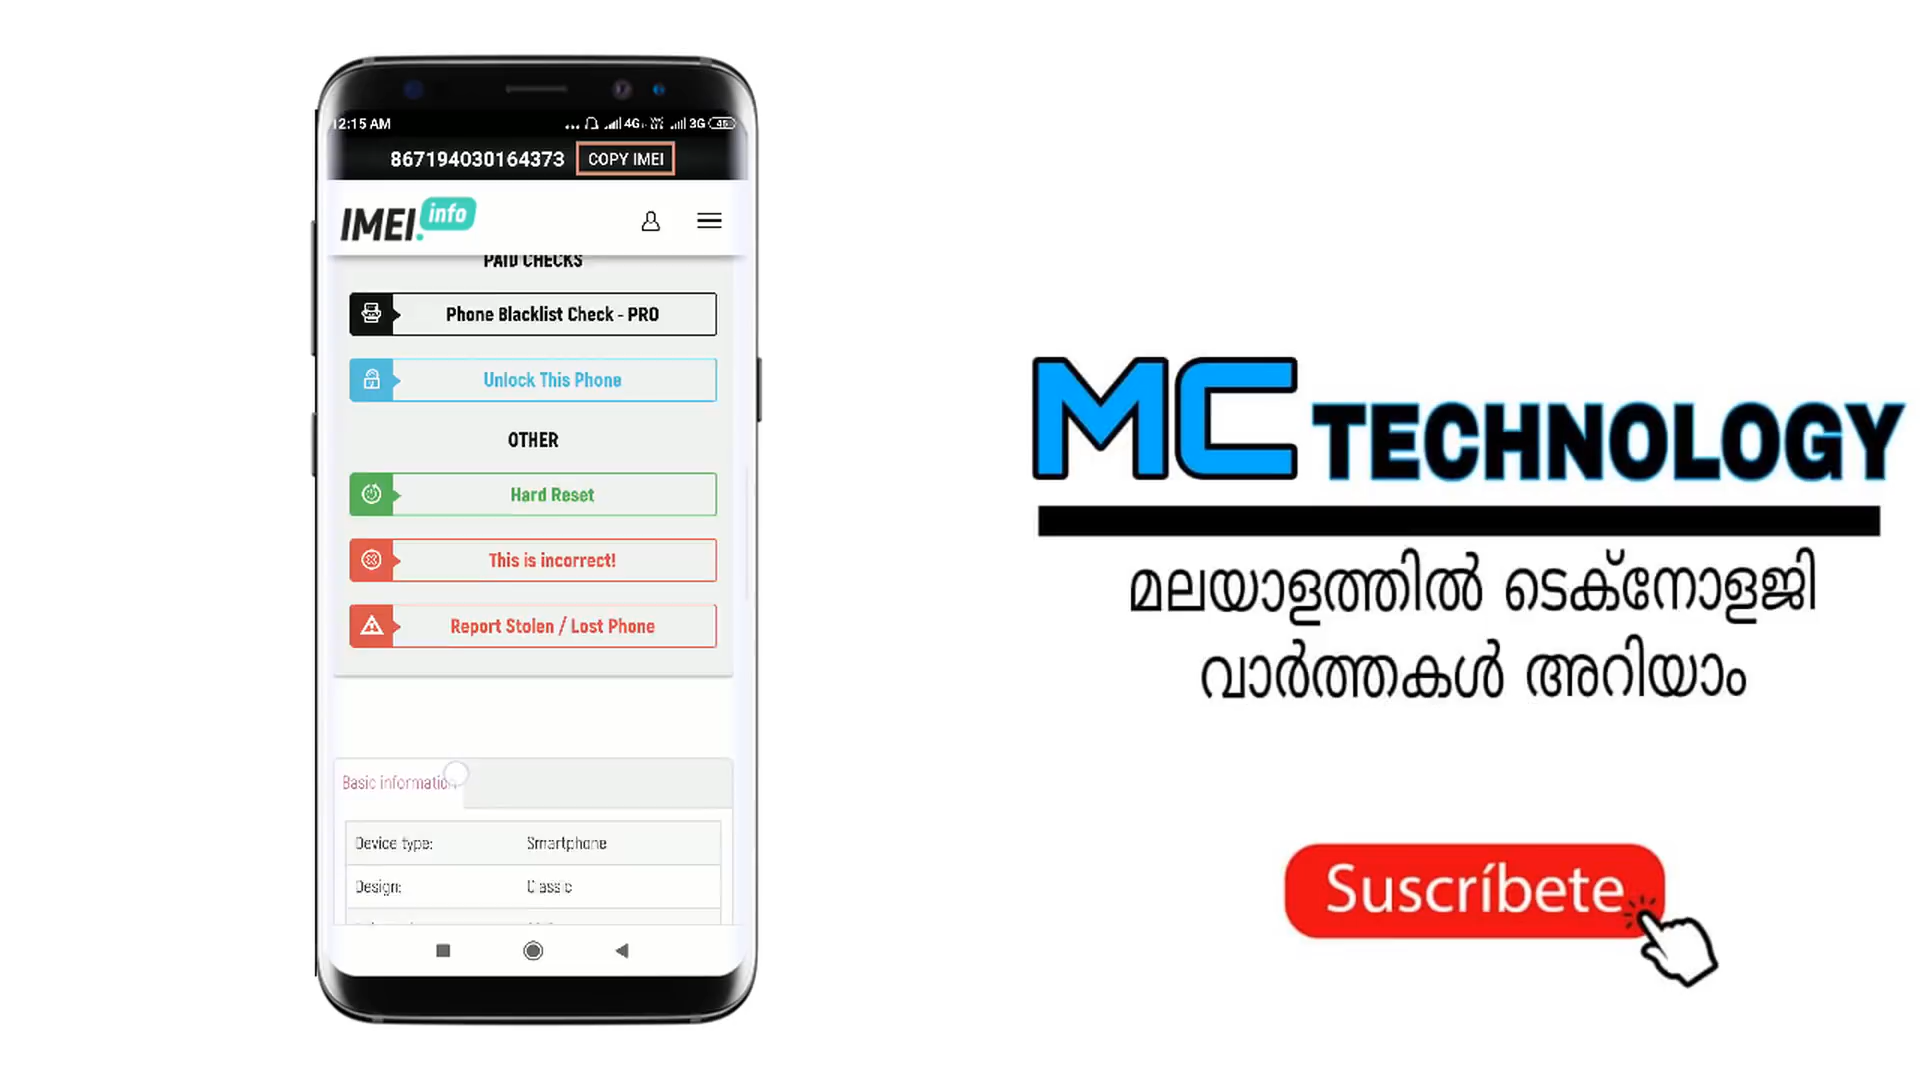 12:15 AM
4G
3G
45
867194030164373
COPY IMEI
IMEI.info
PAID CHECKS
Phone Blacklist Check - PRO
Unlock This Phone
OTHER
Hard Reset
This is incorrect!
Report Stolen / Lost Phone
Basic information
Device type: Smartphone
Design: Classic
MC TECHNOLOGY
മലയാളത്തിൽ ടെക്നോളജി
വാർത്തകൾ അറിയാം
Suscríbete